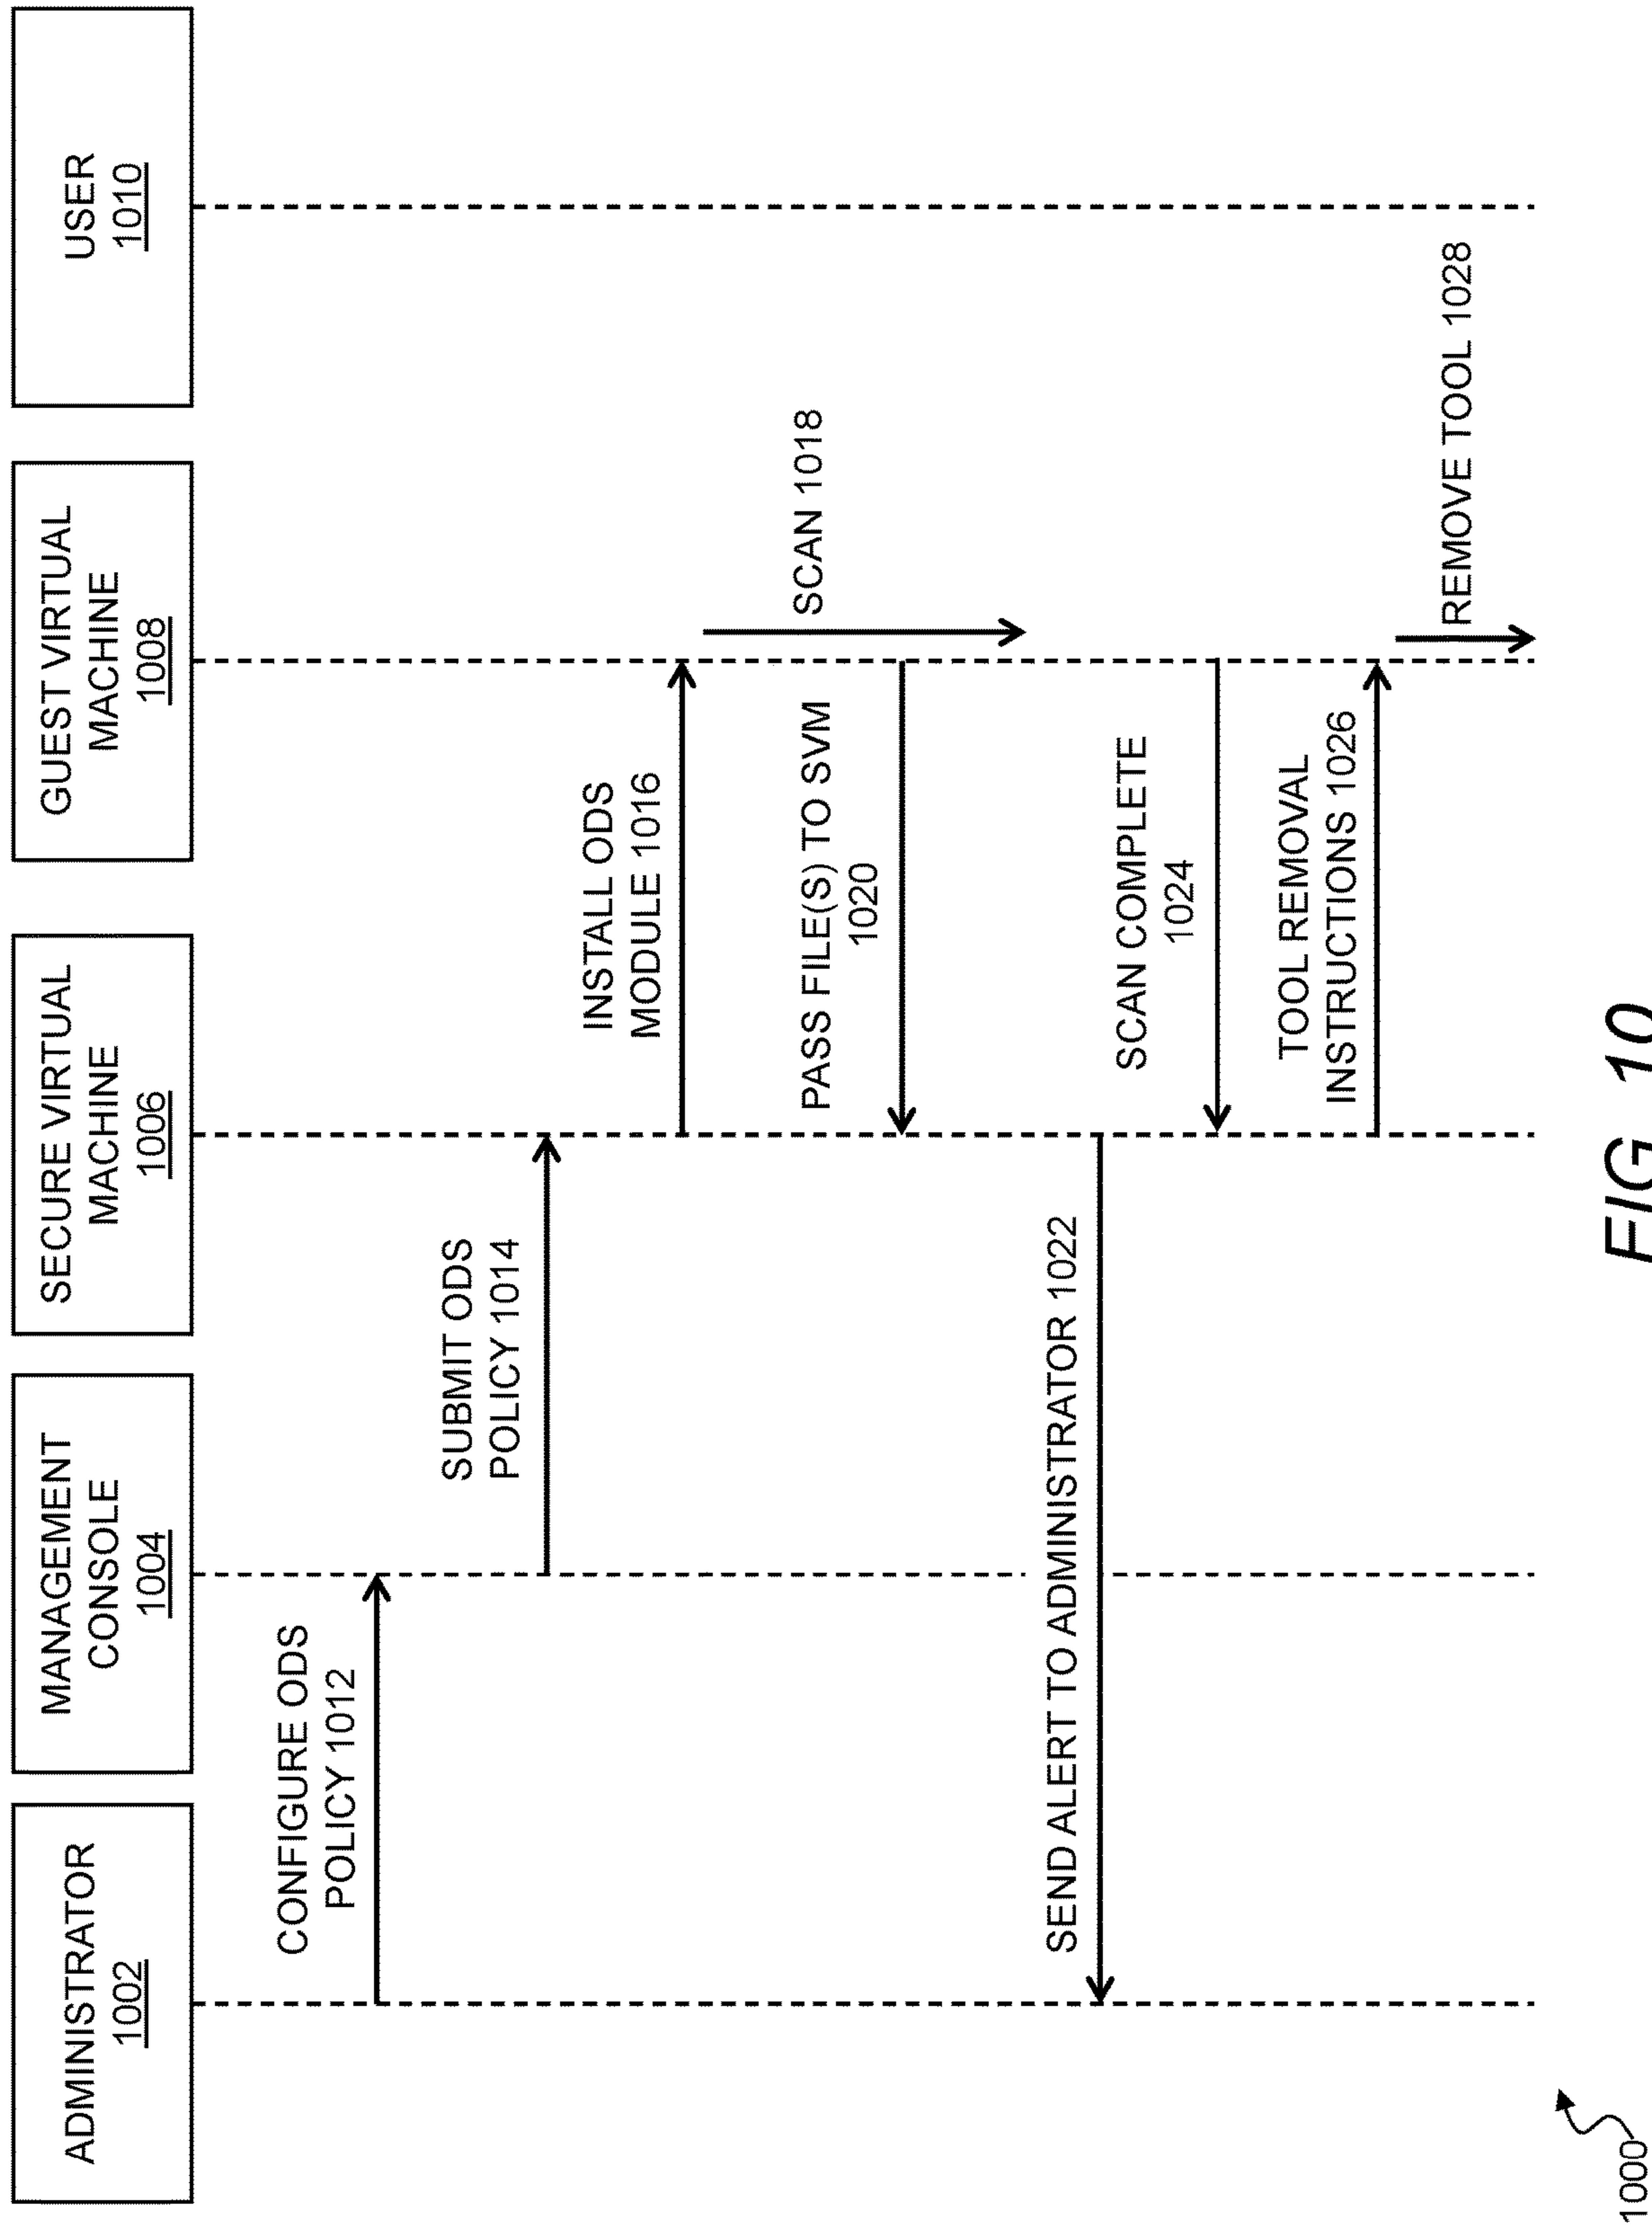 ADMINISTRATOR
1002
MANAGEMENT
CONSOLE
1004
SECURE VIRTUAL
MACHINE
1006
GUEST VIRTUAL
MACHINE
1008
USER
1010
CONFIGURE ODS
POLICY 1012
SUBMIT ODS
POLICY 1014
INSTALL ODS
MODULE 1016
SCAN 1018
PASS FILE(S) TO SVM
1020
SEND ALERT TO ADMINISTRATOR 1022
SCAN COMPLETE
1024
TOOL REMOVAL
INSTRUCTIONS 1026
REMOVE TOOL 1028
1000
FIG. 10